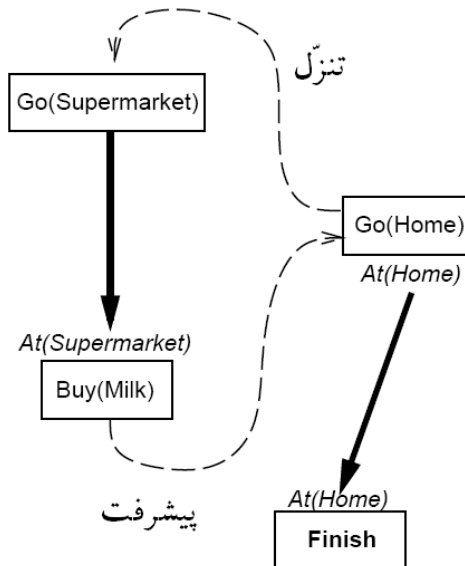 تنزّل
Go(Supermarket)
Go(Home)
At(Home)
At(Supermarket)
Buy(Milk)
At(Home)
پیشرفت
Finish